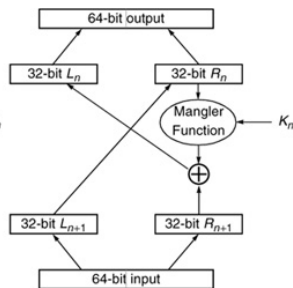 64-bit output
32-bit Lₙ 32-bit Rₙ
Mangler
Function
Kₙ
32-bit Lₙ₊₁ 32-bit Rₙ₊₁
64-bit input